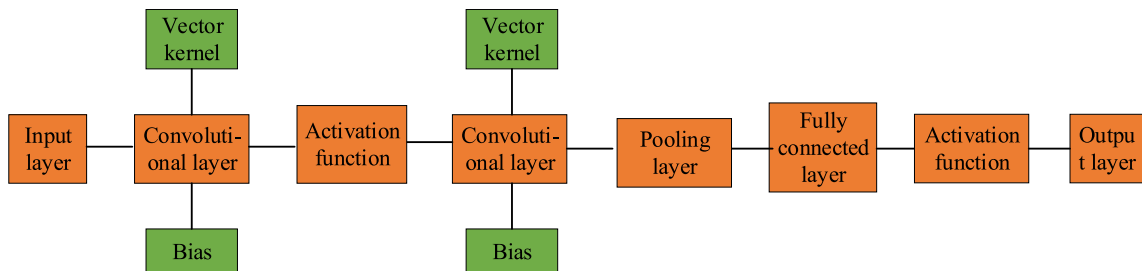 Vector
kernel
Vector
kernel
Input
layer
Convoluti-
onal layer
Activation
function
Convoluti-
onal layer
Pooling
layer
Fully
connected
layer
Activation
function
Outpu
t layer
Bias
Bias